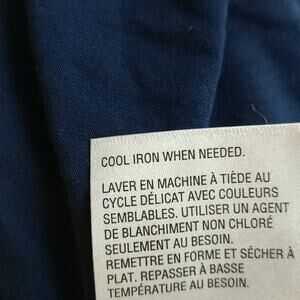 COOL IRON WHEN NEEDED.
LAVER EN MACHINE À TIÈDE AU
CYCLE DÉLICAT AVEC COULEURS
SEMBLABLES. UTILISER UN AGENT
DE BLANCHIMENT NON CHLORÉ
SEULEMENT AU BESOIN.
REMETTRE EN FORME ET SÉCHER À
PLAT. REPASSER À BASSE
TEMPÉRATURE AU BESOIN.